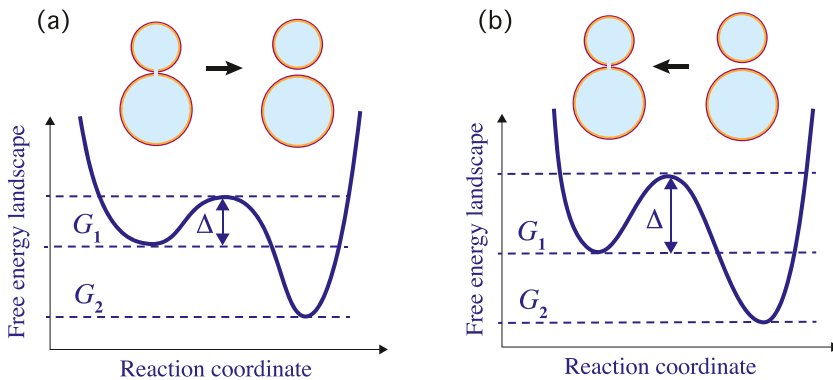 (a)
Free energy landscape
G1
G2
Δ
Reaction coordinate
(b)
Free energy landscape
G1
G2
Δ
Reaction coordinate